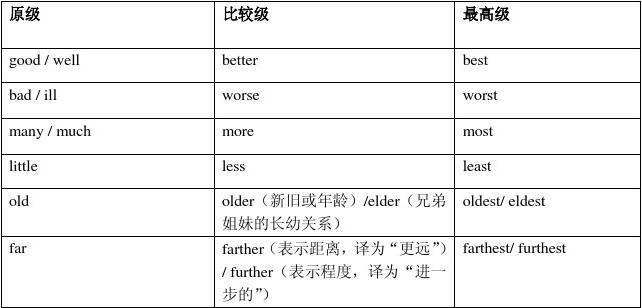 原级 比较级 最高级
good / well better best
bad / ill worse worst
many / much more most
little less least
old older（新旧或年龄）/elder（兄弟 oldest/ eldest
姐妹的长幼关系）
far farther（表示距离，译为“更远”） farthest/ furthest
/ further（表示程度，译为“进一
步的”）